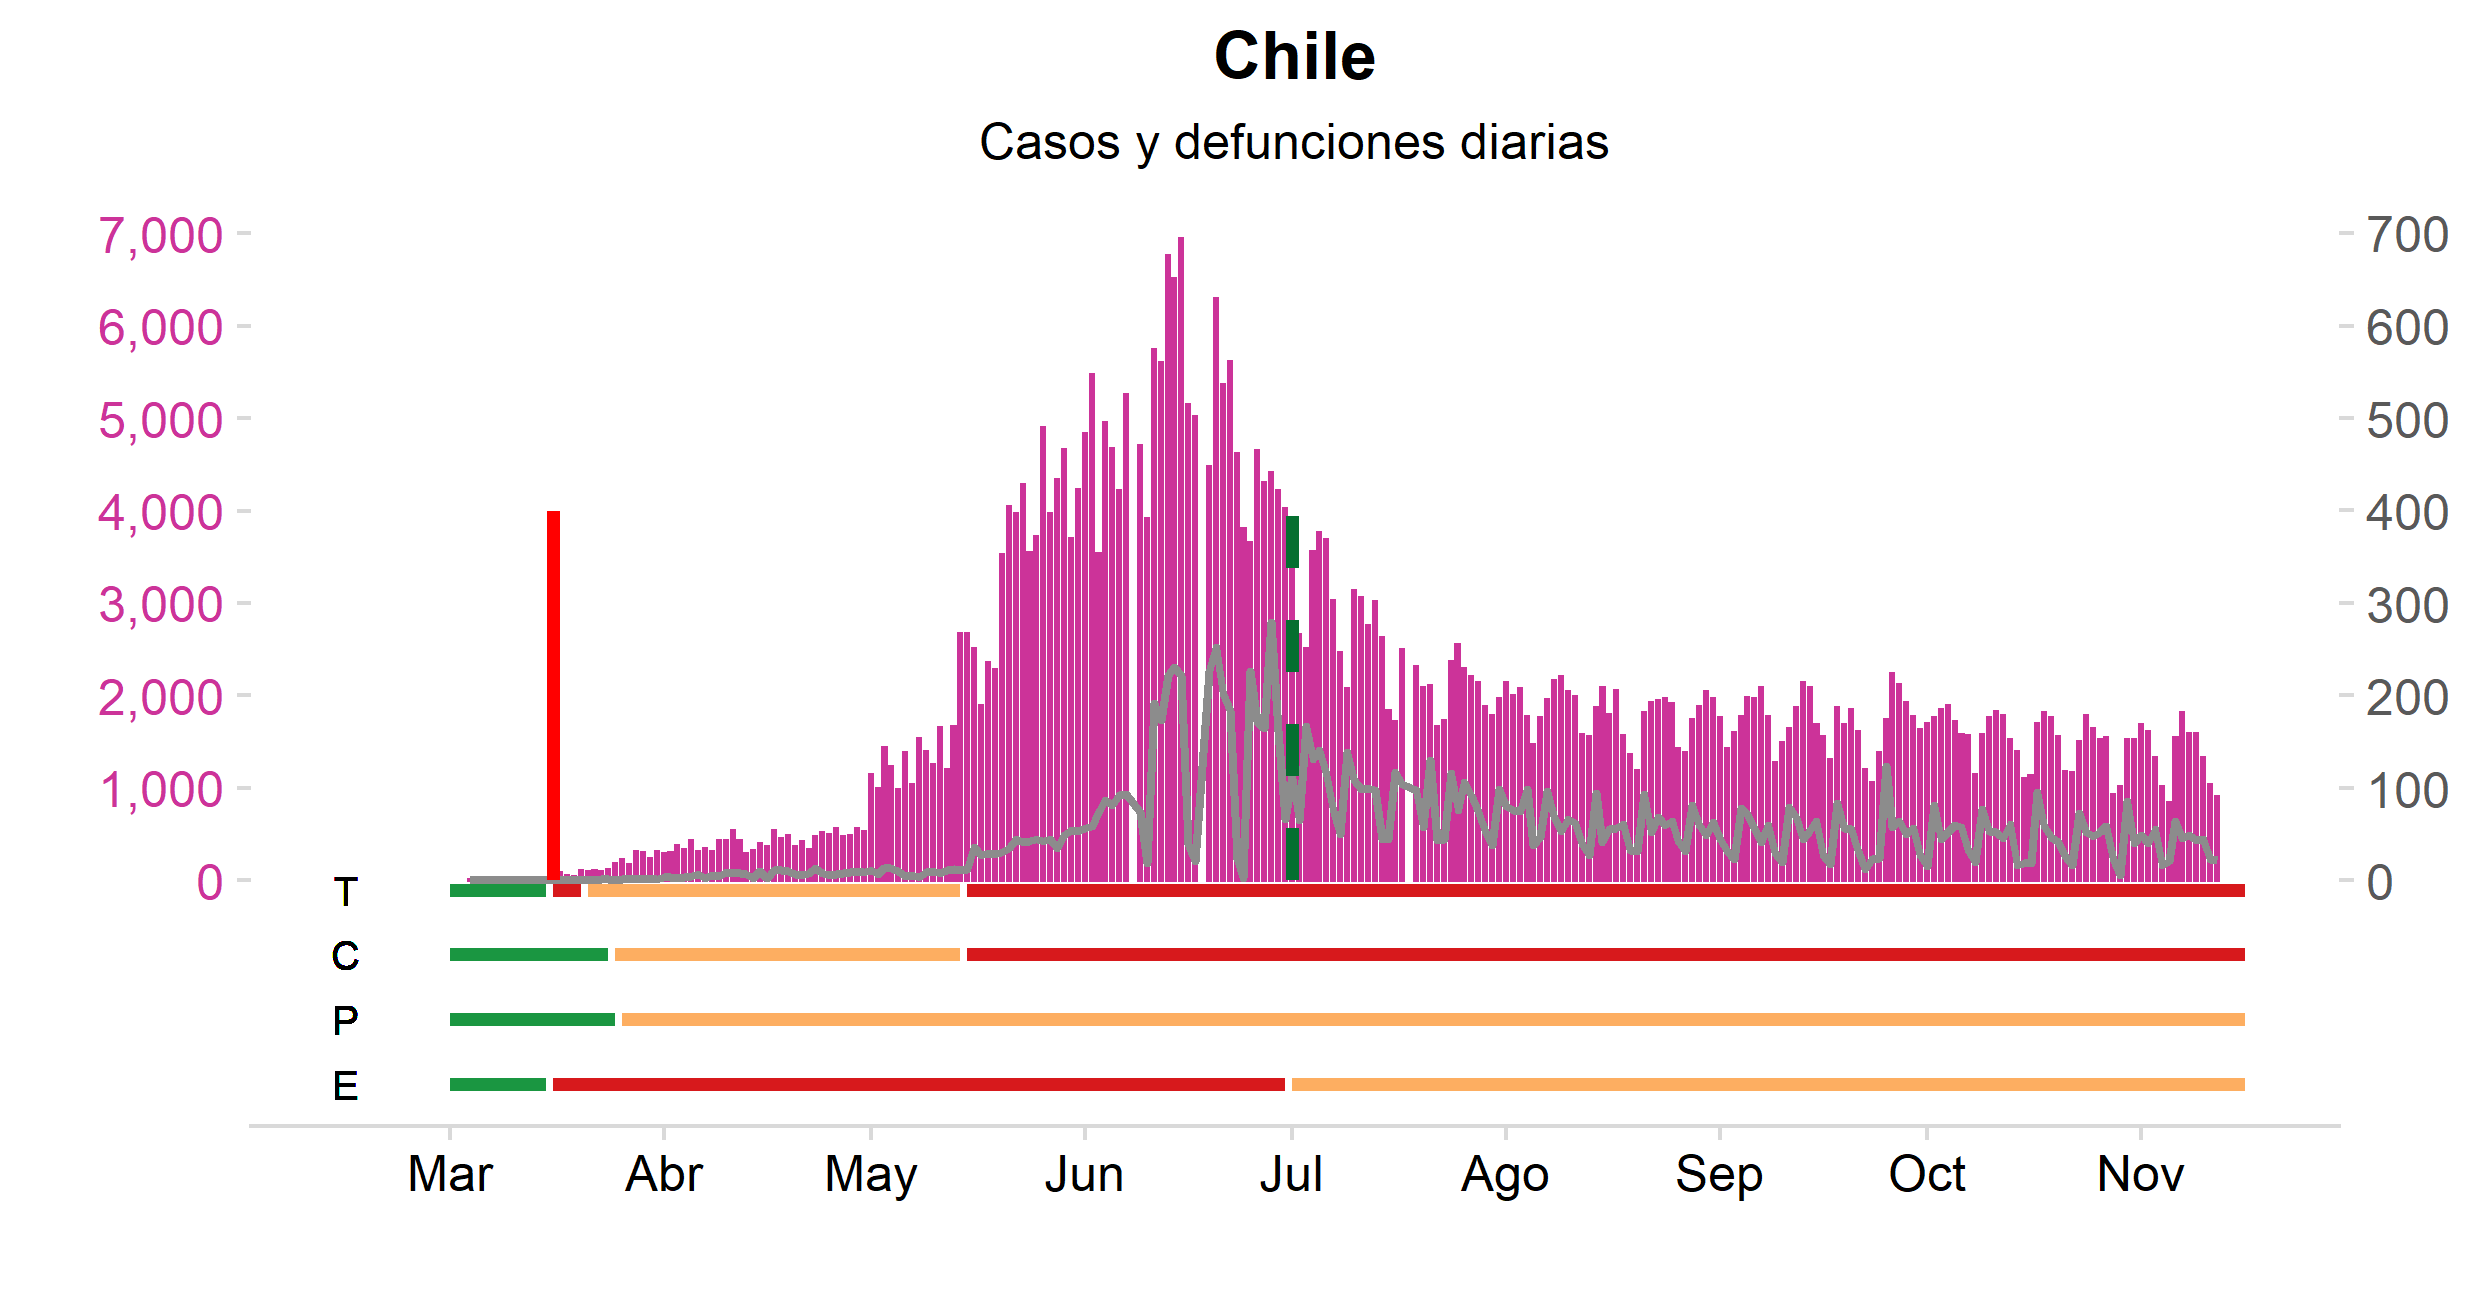 Chile
Casos y defunciones diarias
7,000 700
6,000 600
5,000 500
4,000 400
3,000 300
2,000 200
1,000 100
0 0
T
C
P
E
Mar Abr May Jun Jul Ago Sep Oct Nov